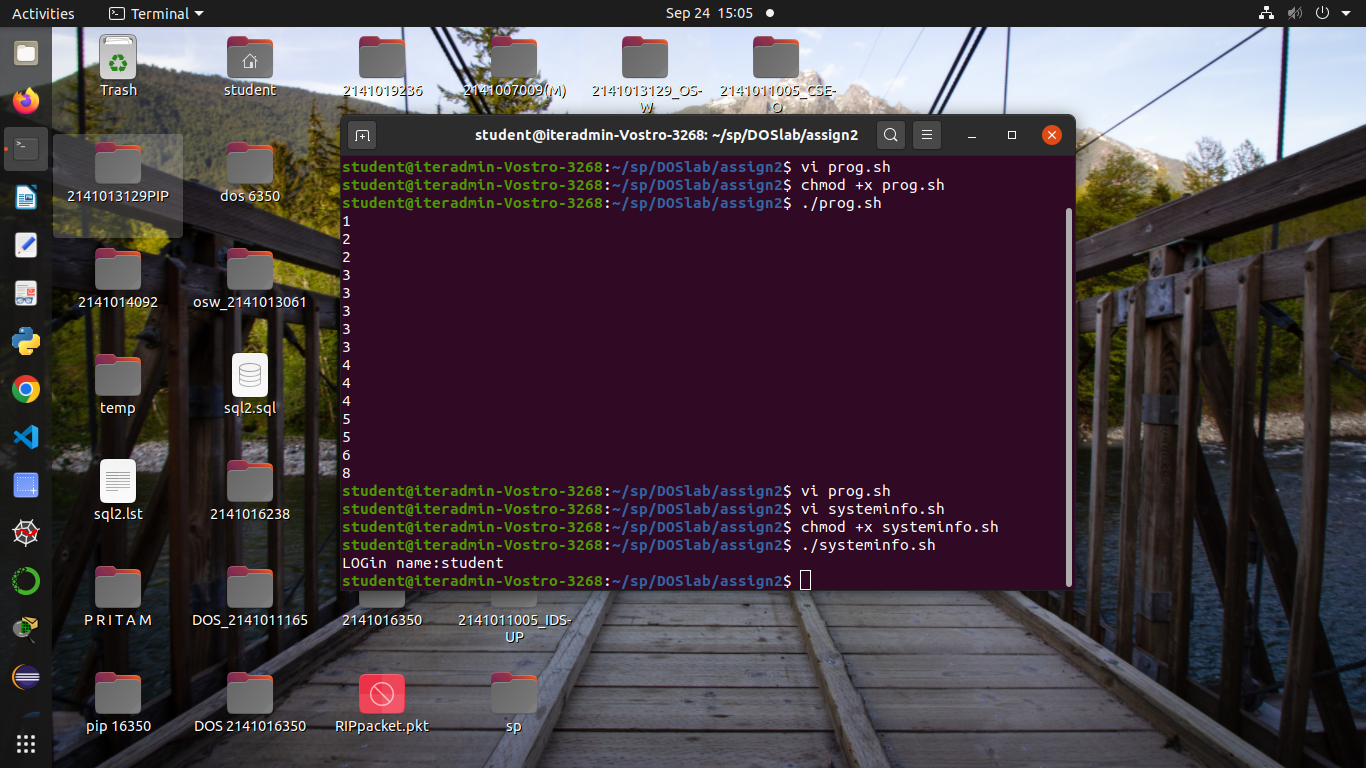 Activities
Terminal
Sep 24 15:05
Trash
student
2141019236
2141007009(M)
2141013129_OS-
W
2141011005_CSE-
O
student@iteradmin-Vostro-3268: ~/sp/DOSlab/assign2
2141013129PIP
dos 6350
2141014092
osw_2141013061
temp
sql2.sql
sql2.lst
2141016238
P R I T A M
DOS_2141011165
2141016350
2141011005_IDS-
UP
pip 16350
DOS 2141016350
RIPpacket.pkt
sp
student@iteradmin-Vostro-3268:~/sp/DOSlab/assign2$ vi prog.sh
student@iteradmin-Vostro-3268:~/sp/DOSlab/assign2$ chmod +x prog.sh
student@iteradmin-Vostro-3268:~/sp/DOSlab/assign2$ ./prog.sh
1
2
2
3
3
3
3
3
4
4
4
5
5
6
8
student@iteradmin-Vostro-3268:~/sp/DOSlab/assign2$ vi prog.sh
student@iteradmin-Vostro-3268:~/sp/DOSlab/assign2$ vi systeminfo.sh
student@iteradmin-Vostro-3268:~/sp/DOSlab/assign2$ chmod +x systeminfo.sh
student@iteradmin-Vostro-3268:~/sp/DOSlab/assign2$ ./systeminfo.sh
LOGin name:student
student@iteradmin-Vostro-3268:~/sp/DOSlab/assign2$